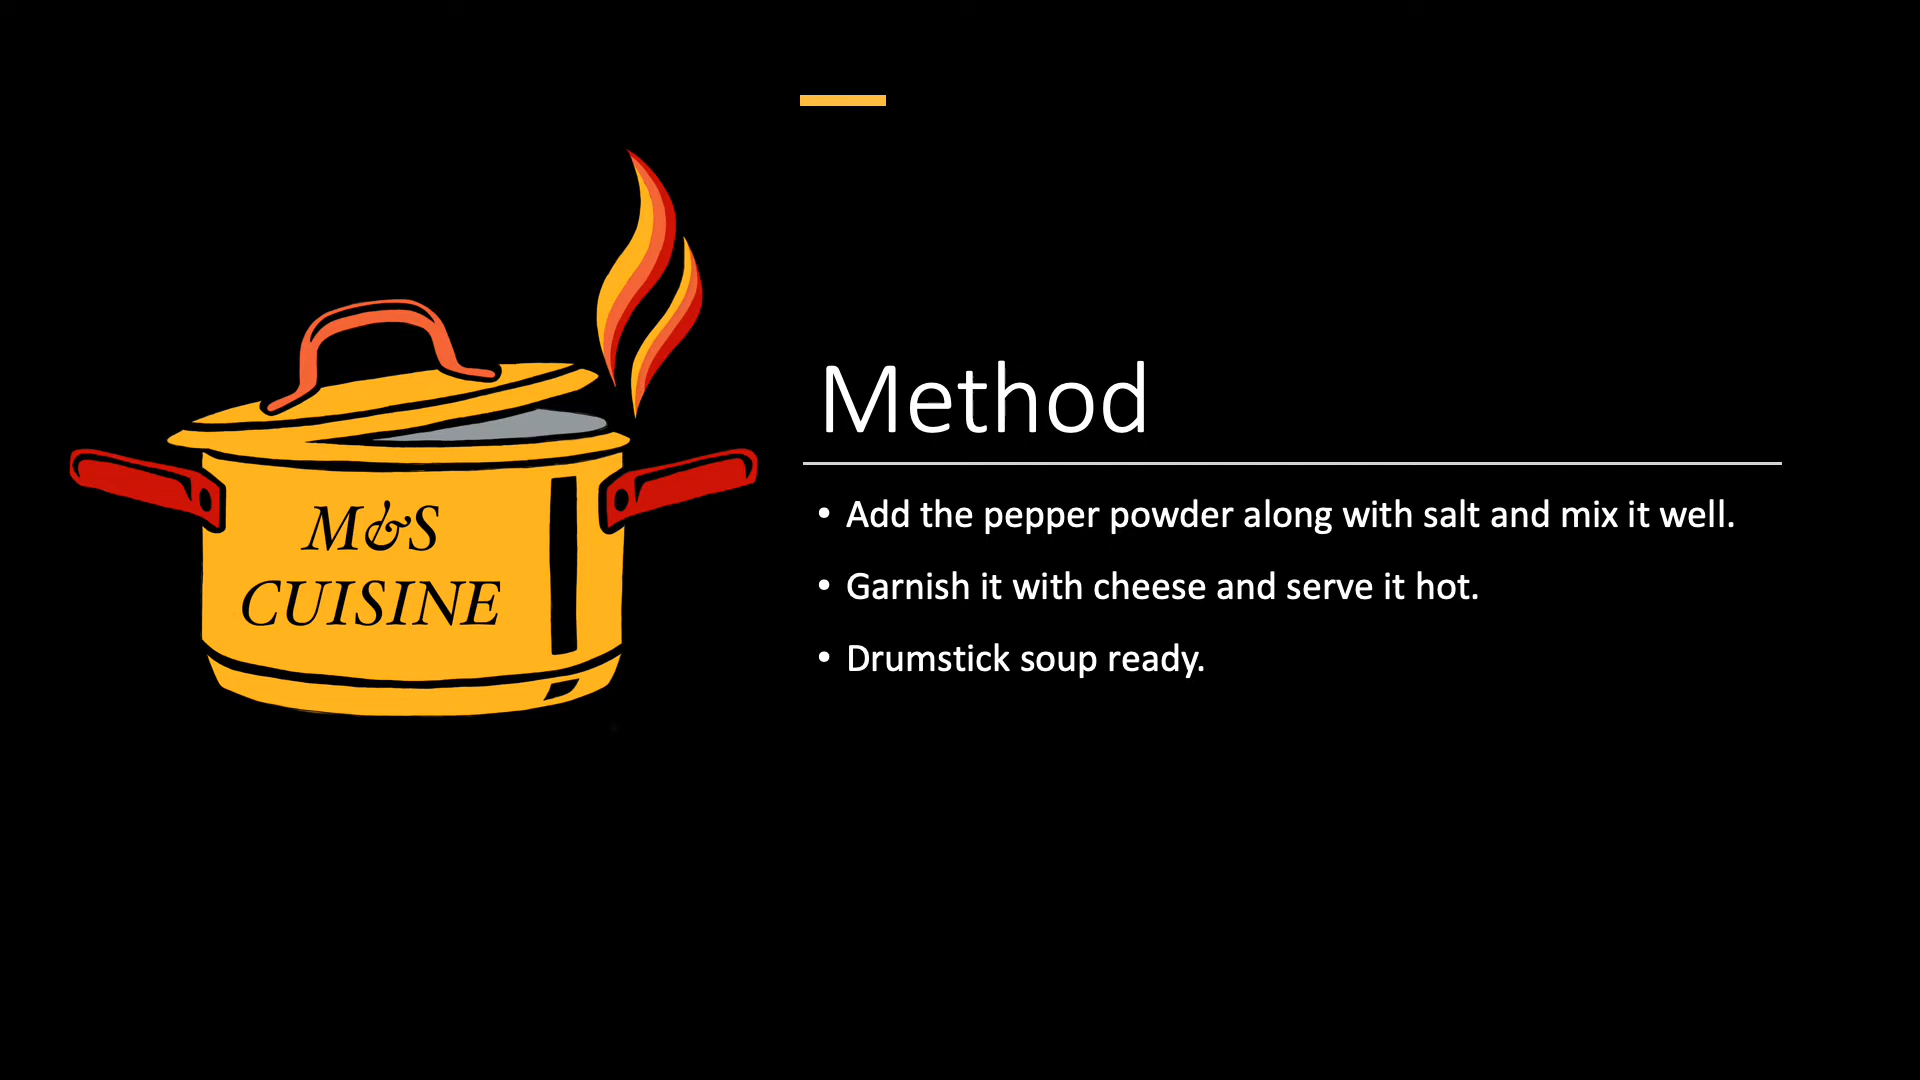 M&S
CUISINE
Method
• Add the pepper powder along with salt and mix it well.
• Garnish it with cheese and serve it hot.
• Drumstick soup ready.